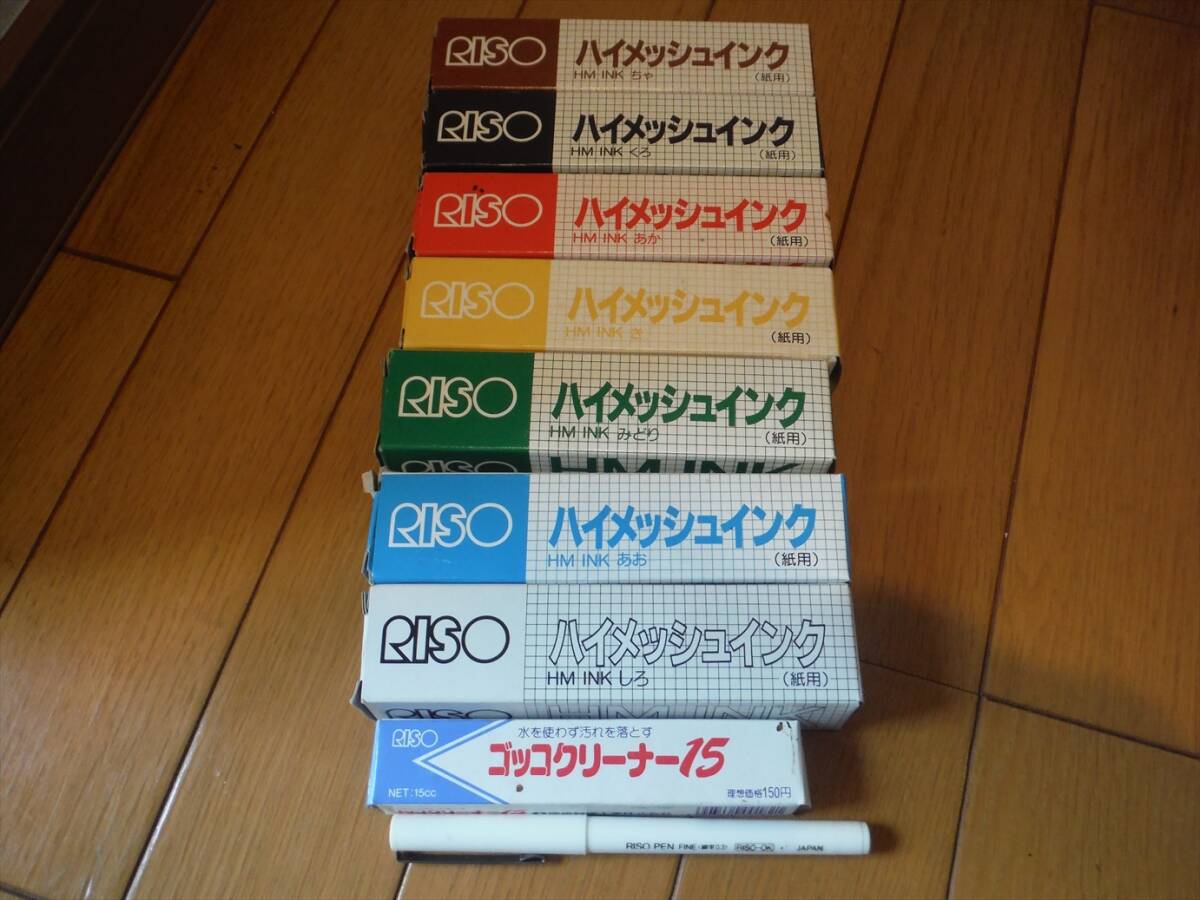 RISO
ハイメッシュインク
HM INK ちゃ
（紙用）
RISO
ハイメッシュインク
HM INK くろ
（紙用）
RISO
ハイメッシュインク
HM INK あか
（紙用）
RISO
ハイメッシュインク
HM INK き
（紙用）
RISO
ハイメッシュインク
HM INK みどり
（紙用）
HM INK
RISO
ハイメッシュインク
HM INK あお
（紙用）
RISO
ハイメッシュインク
HM INK しろ
（紙用）
HM INK
RISO
水を使わず汚れを落とす
ゴッコクリーナー15
NET:15cc
理想価格150円
RISO PEN FINE RISO-OK JAPAN